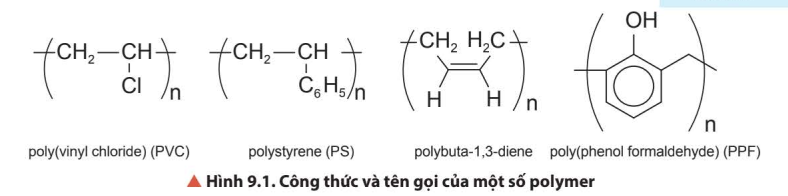 OH
CH₂—CH
Cl
n
CH₂—CH
C₆H₅
n
CH₂ H₂C
H H
n
n
poly(vinyl chloride) (PVC) polystyrene (PS) polybuta-1,3-diene poly(phenol formaldehyde) (PPF)
▲ Hình 9.1. Công thức và tên gọi của một số polymer